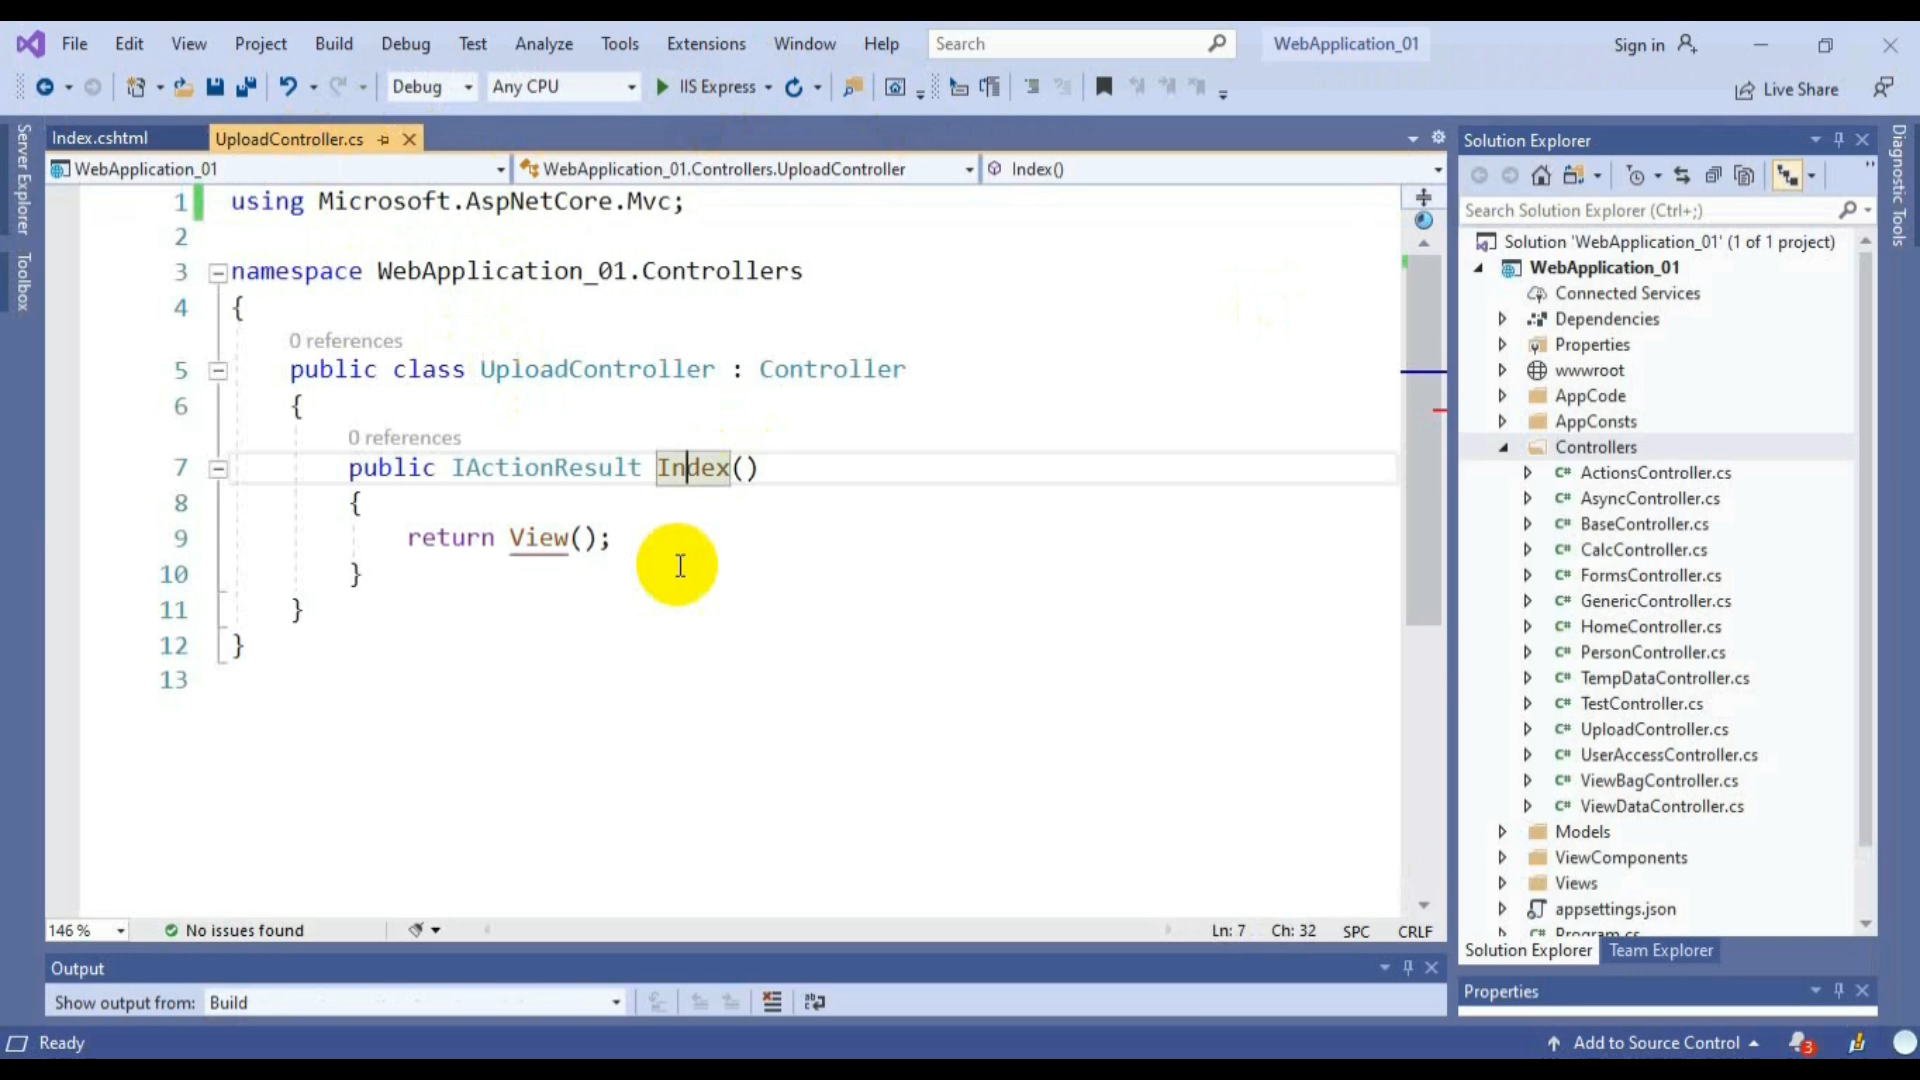 File Edit View Project Build Debug Test Analyze Tools Extensions Window Help Search WebApplication_01 Sign in
Debug Any CPU IIS Express Live Share
Server Explorer
Toolbox
Index.cshtml UploadController.cs
WebApplication_01 WebApplication_01.Controllers.UploadController Index()
1 using Microsoft.AspNetCore.Mvc;
2
3 namespace WebApplication_01.Controllers
4 {
0 references
5 public class UploadController : Controller
6 {
0 references
7 public IActionResult Index()
8 {
9 return View();
10 }
11 }
12 }
13
146 % No issues found Ln: 7 Ch: 32 SPC CRLF
Output
Show output from: Build
Solution Explorer
Search Solution Explorer (Ctrl+;)
Solution 'WebApplication_01' (1 of 1 project)
WebApplication_01
Connected Services
Dependencies
Properties
wwwroot
AppCode
AppConsts
Controllers
C# ActionsController.cs
C# AsyncController.cs
C# BaseController.cs
C# CalcController.cs
C# FormsController.cs
C# GenericController.cs
C# HomeController.cs
C# PersonController.cs
C# TempDataController.cs
C# TestController.cs
C# UploadController.cs
C# UserAccessController.cs
C# ViewBagController.cs
C# ViewDataController.cs
Models
ViewComponents
Views
appsettings.json
C# Program.cs
Solution Explorer Team Explorer
Properties
Diagnostic Tools
Ready Add to Source Control 3